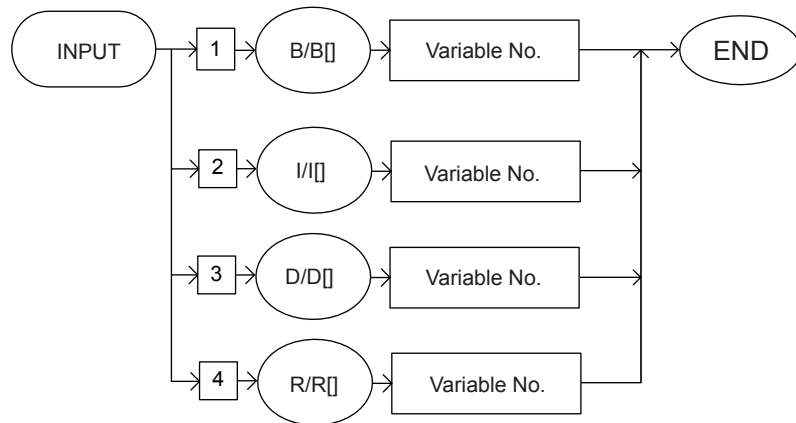 INPUT 1 B/B[] Variable No. END
2 I/I[] Variable No.
3 D/D[] Variable No.
4 R/R[] Variable No.